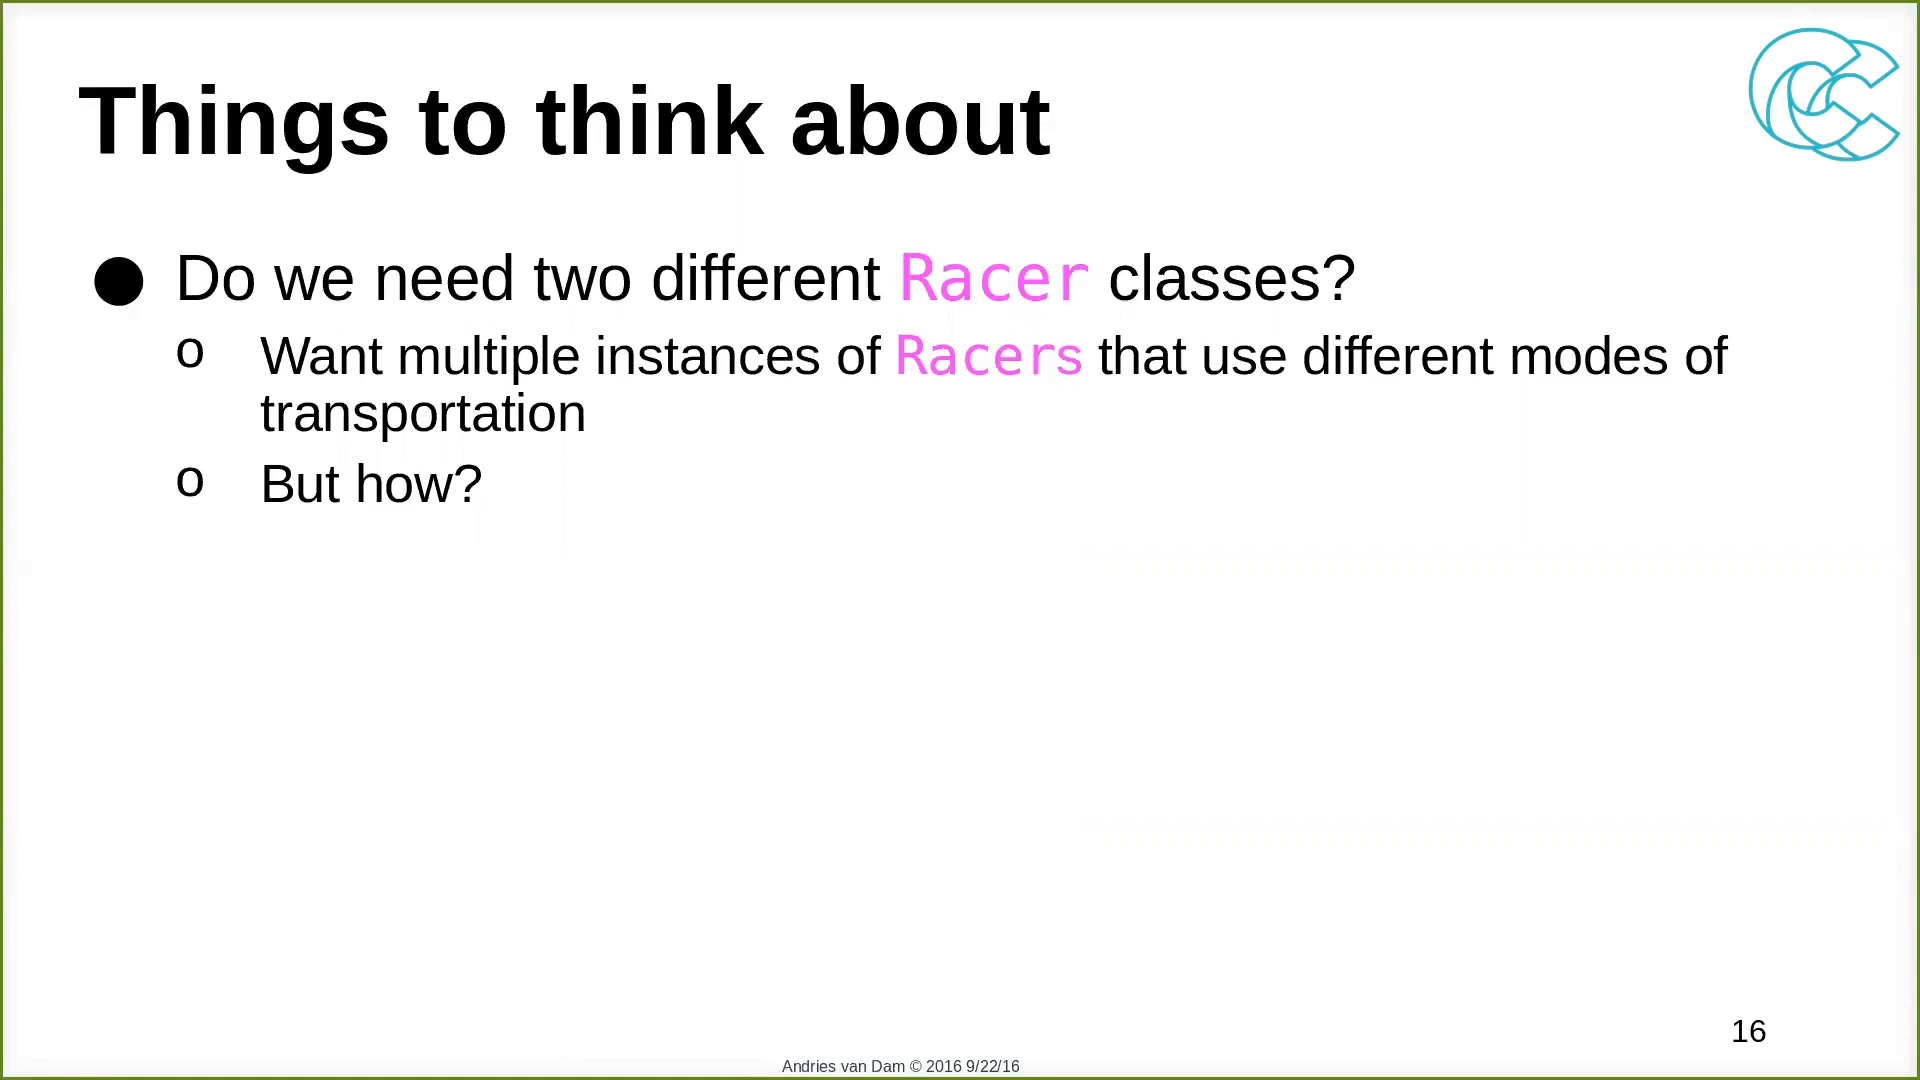 Things to think about
● Do we need two different Racer classes?
o Want multiple instances of Racers that use different modes of
transportation
o But how?
16
Andries van Dam © 2016 9/22/16